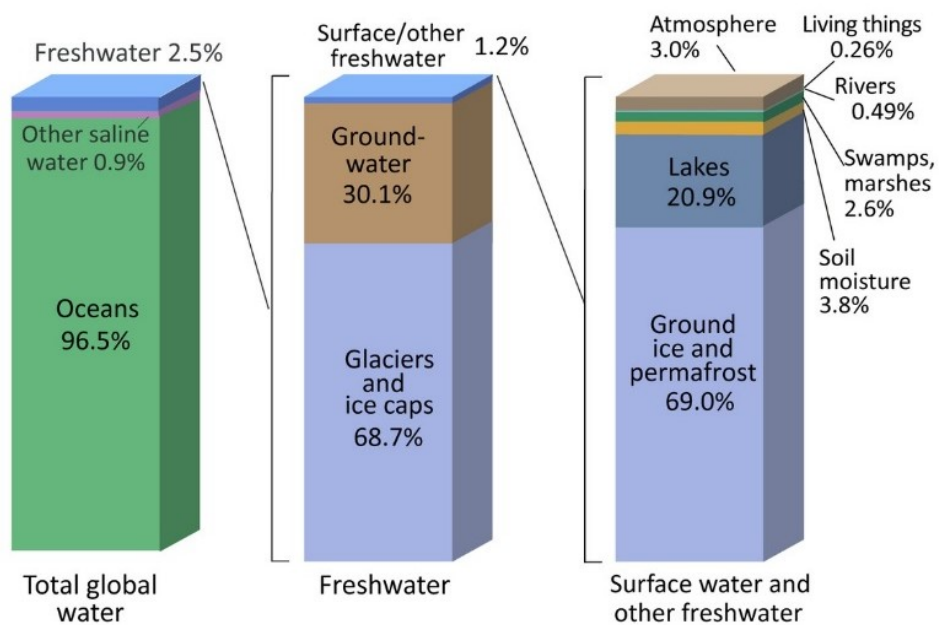 Freshwater 2.5%
Other saline
water 0.9%
Oceans
96.5%
Total global
water
Surface/other
freshwater
1.2%
Ground-
water
30.1%
Glaciers
and
ice caps
68.7%
Freshwater
Atmosphere
3.0%
Living things
0.26%
Rivers
0.49%
Swamps,
marshes
2.6%
Soil
moisture
3.8%
Lakes
20.9%
Ground
ice and
permafrost
69.0%
Surface water and
other freshwater